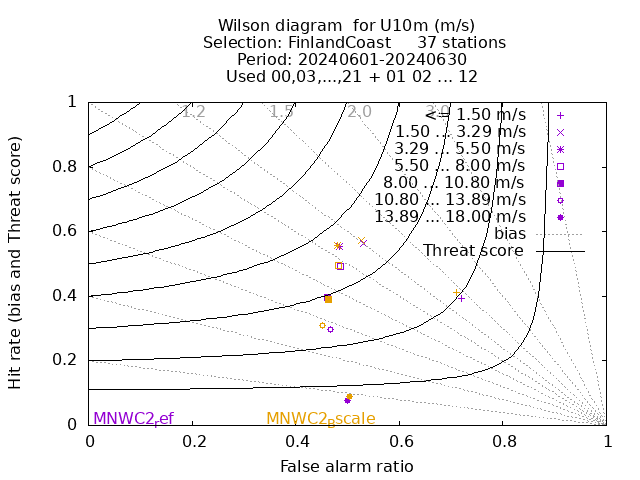 Wilson diagram  for U10m (m/s)
Selection: FinlandCoast     37 stations
Period: 20240601-20240630
Used 00,03,...,21 + 01 02 ... 12
Hit rate (bias and Threat score)
1
0.8
0.6
0.4
0.2
0
1.2
1.5
2.0
3.0
<= 1.50 m/s
1.50 ... 3.29 m/s
3.29 ... 5.50 m/s
5.50 ... 8.00 m/s
8.00 ... 10.80 m/s
10.80 ... 13.89 m/s
13.89 ... 18.00 m/s
bias
Threat score
MNWC2ref
MNWC2Bscale
0
0.2
0.4
0.6
0.8
1
False alarm ratio